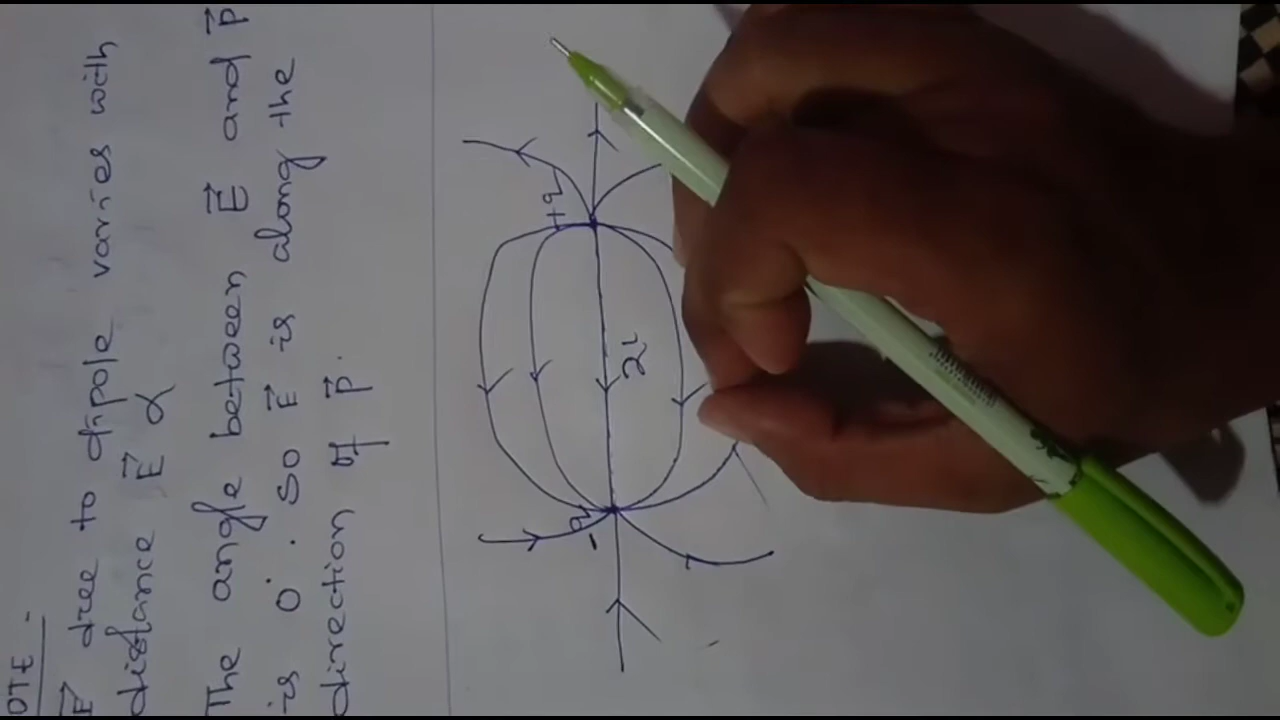 OTE :-
E⃗ due to dipole varies with
distance E⃗ ∝
The angle between E⃗ and P⃗
is 0°. So E⃗ is along the
direction of P⃗.
+q
2l
-q